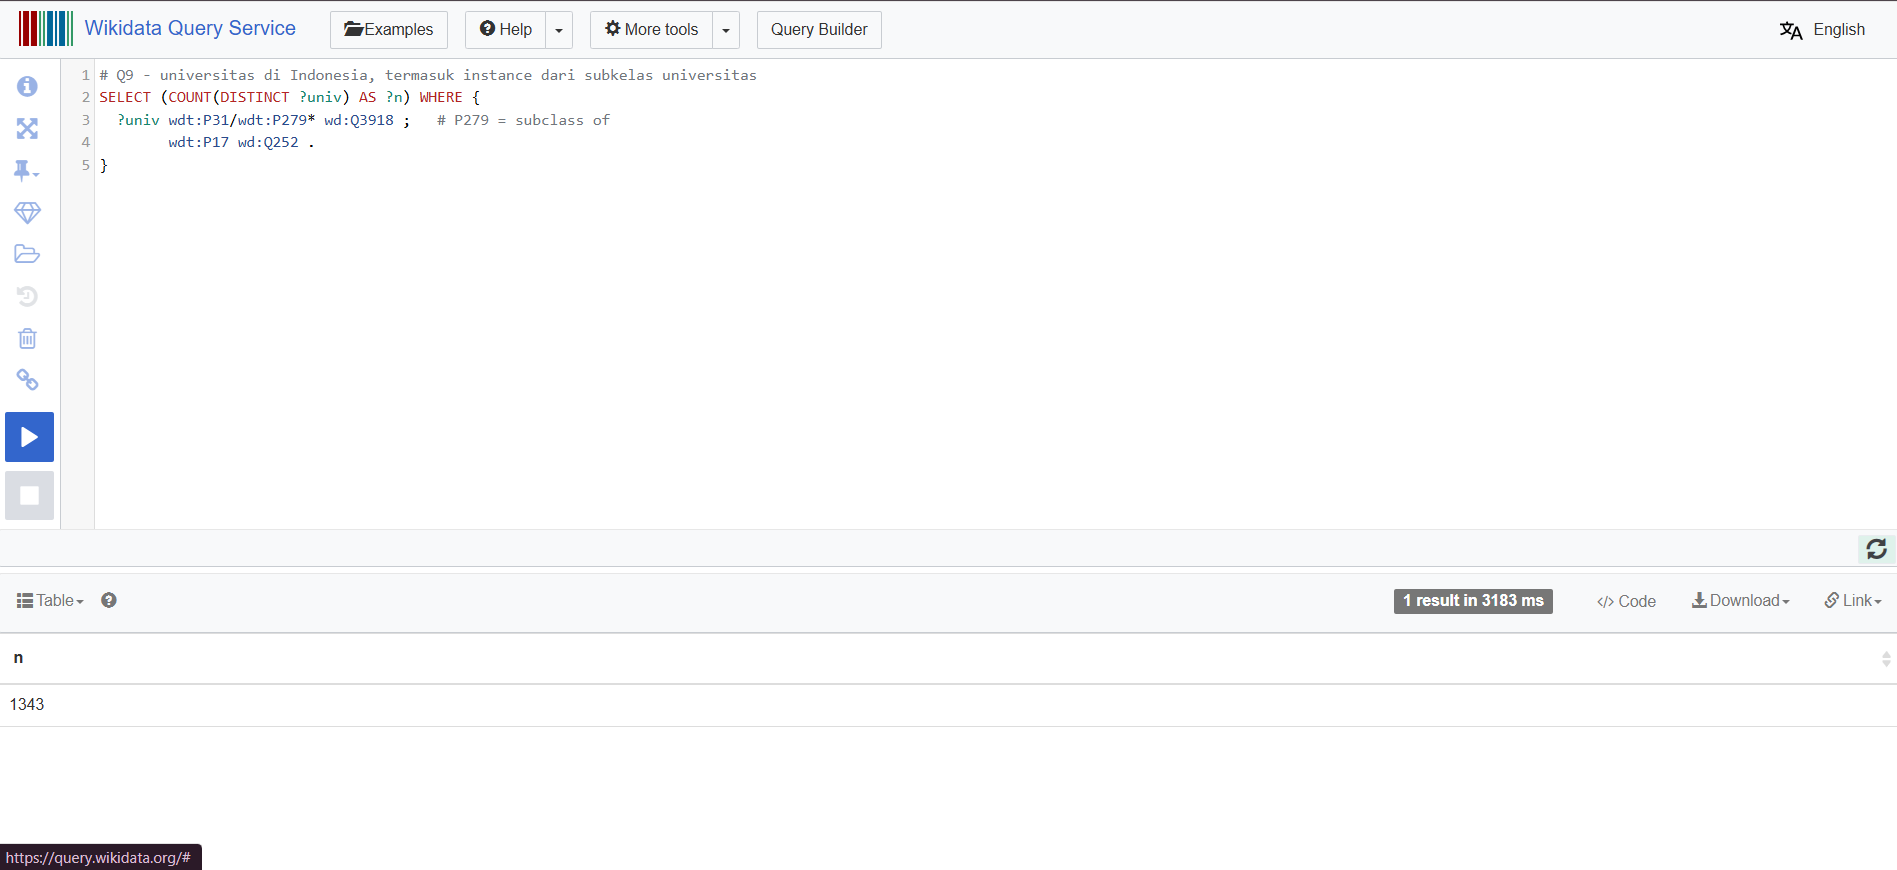 Wikidata Query Service
Examples
Help
More tools
Query Builder
English
1 # Q9 - universitas di Indonesia, termasuk instance dari subkelas universitas
2 SELECT (COUNT(DISTINCT ?univ) AS ?n) WHERE {
3 ?univ wdt:P31/wdt:P279* wd:Q3918 ; # P279 = subclass of
4 wdt:P17 wd:Q252 .
5 }
Table
1 result in 3183 ms
</> Code
Download
Link
n
1343
https://query.wikidata.org/#